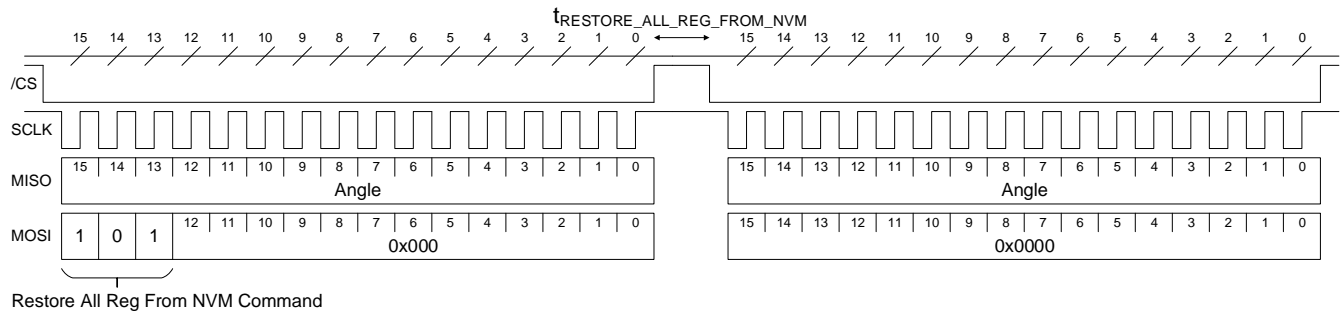 tRESTORE_ALL_REG_FROM_NVM
15 14 13 12 11 10 9 8 7 6 5 4 3 2 1 0 15 14 13 12 11 10 9 8 7 6 5 4 3 2 1 0
/CS
SCLK
MISO 15 14 13 12 11 10 9 8 7 6 5 4 3 2 1 0 15 14 13 12 11 10 9 8 7 6 5 4 3 2 1 0
Angle Angle
MOSI 1 0 1 12 11 10 9 8 7 6 5 4 3 2 1 0 15 14 13 12 11 10 9 8 7 6 5 4 3 2 1 0
0x000 0x0000
Restore All Reg From NVM Command